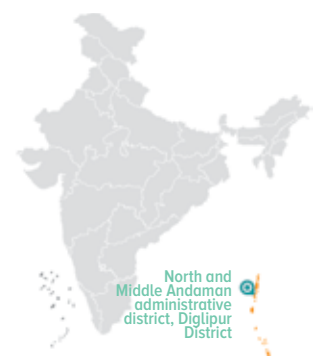 North and
Middle Andaman
administrative
district, Diglipur
District